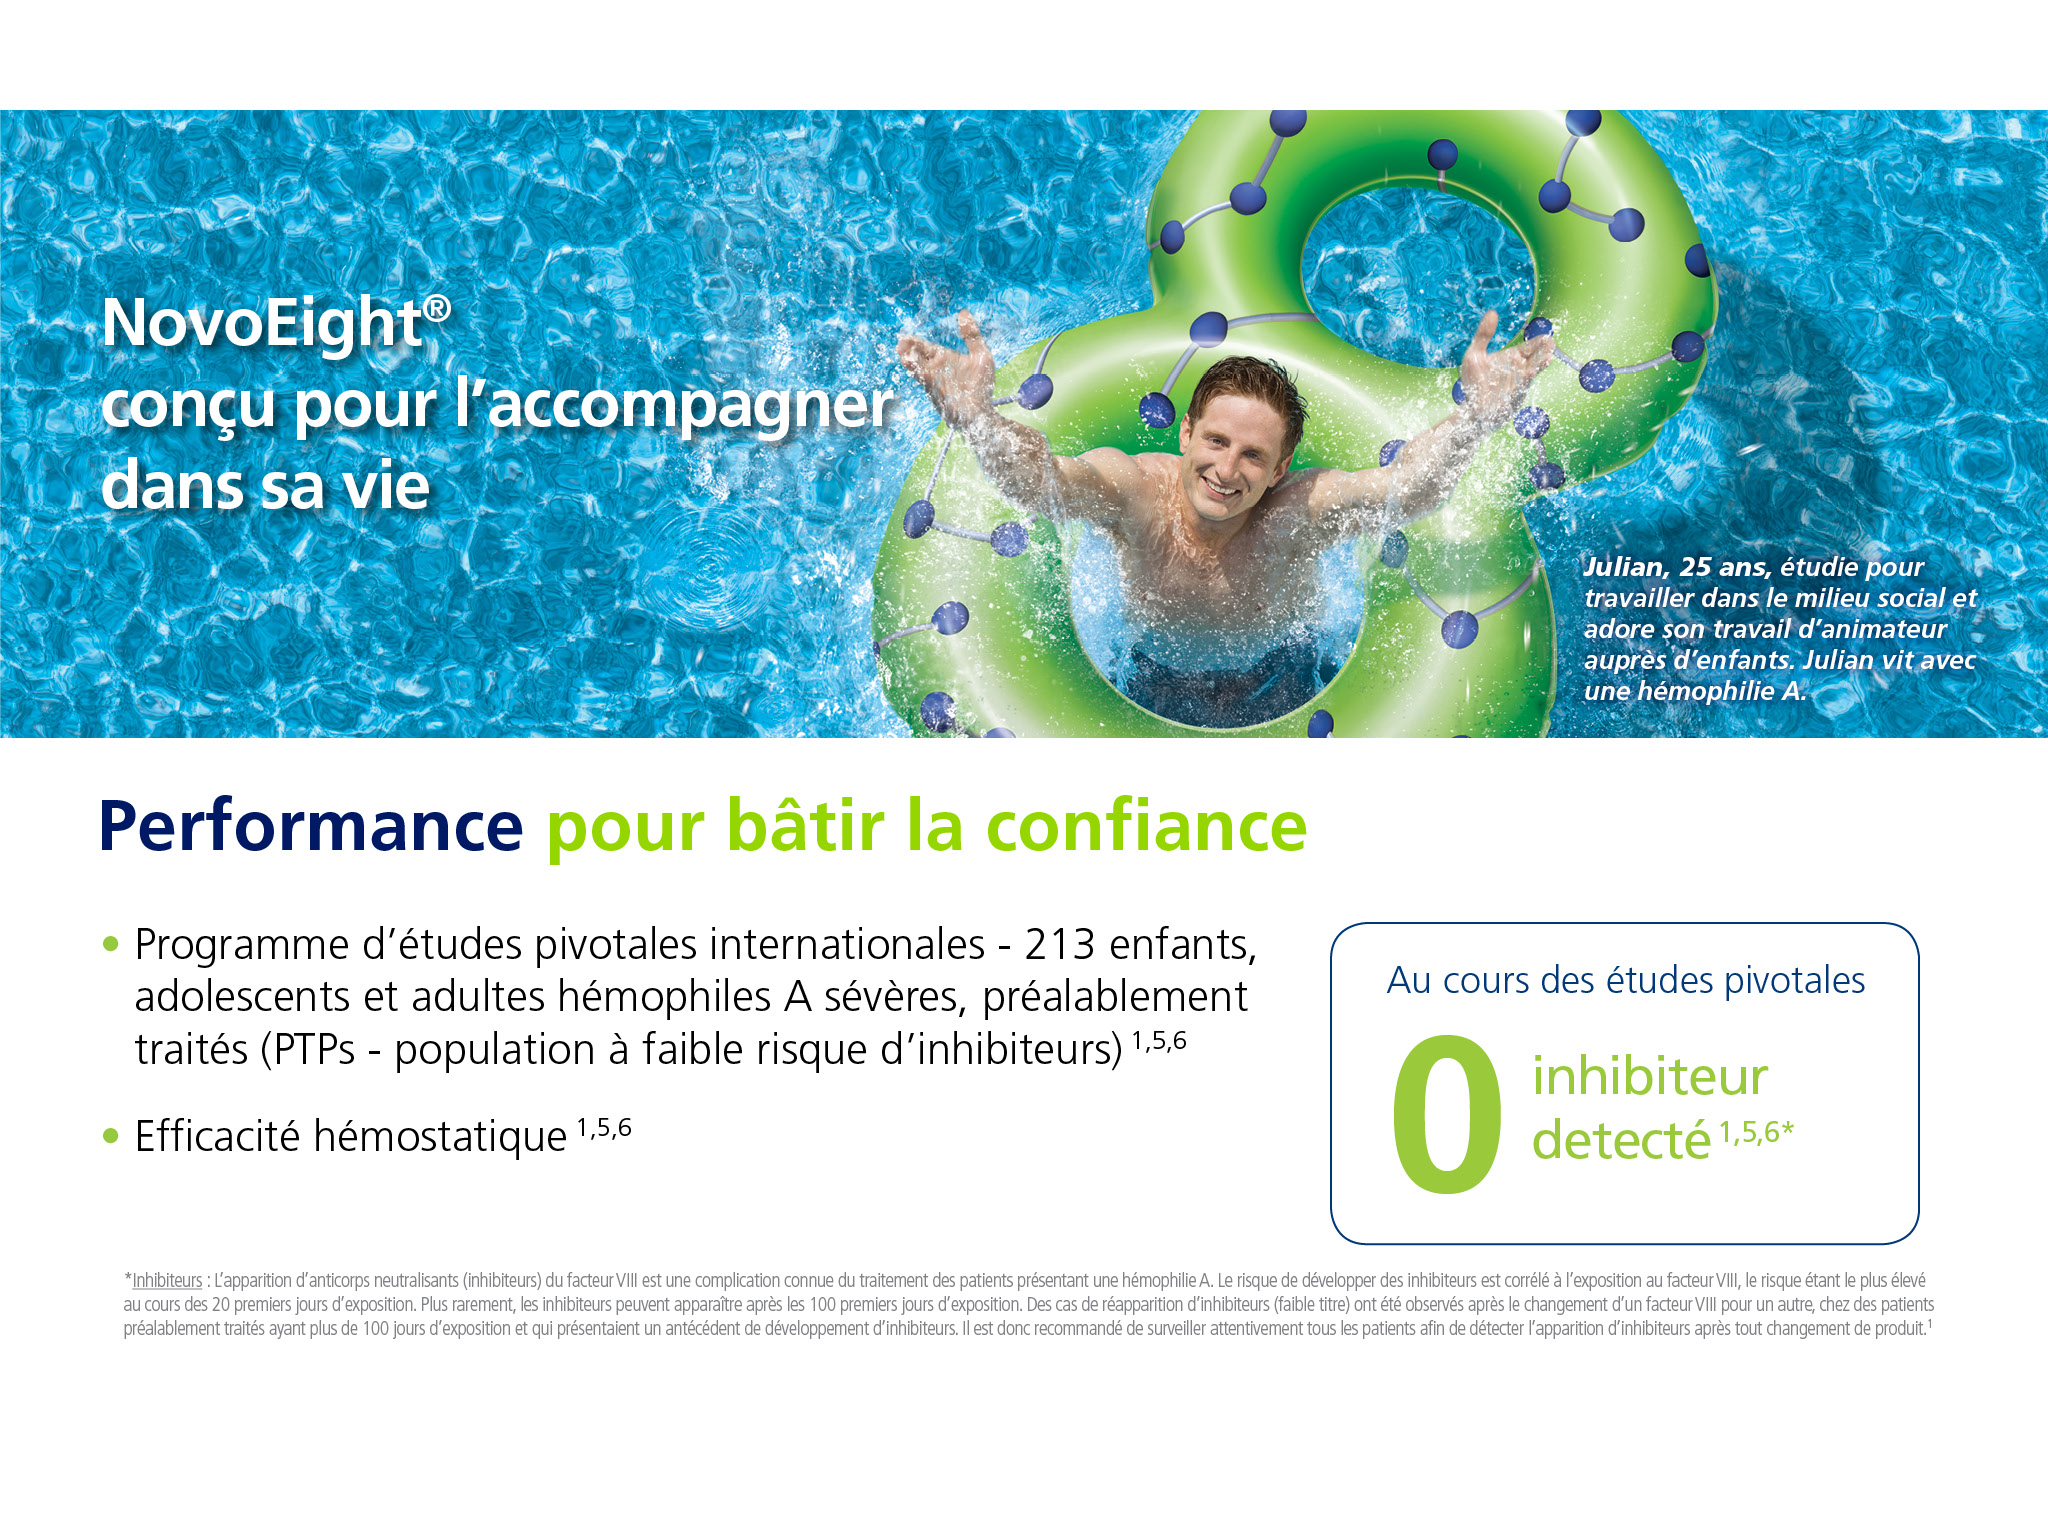 NovoEight®
conçu pour l’accompagner
dans sa vie
Julian, 25 ans, étudie pour
travailler dans le milieu social et
adore son travail d’animateur
auprès d’enfants. Julian vit avec
une hémophilie A.
Performance pour bâtir la confiance
• Programme d’études pivotales internationales - 213 enfants,
adolescents et adultes hémophiles A sévères, préalablement
traités (PTPs - population à faible risque d’inhibiteurs) 1,5,6
• Efficacité hémostatique 1,5,6
Au cours des études pivotales
0 inhibiteur
detecté 1,5,6*
*Inhibiteurs : L’apparition d’anticorps neutralisants (inhibiteurs) du facteur VIII est une complication connue du traitement des patients présentant une hémophilie A. Le risque de développer des inhibiteurs est corrélé à l’exposition au facteur VIII, le risque étant le plus élevé
au cours des 20 premiers jours d’exposition. Plus rarement, les inhibiteurs peuvent apparaître après les 100 premiers jours d’exposition. Des cas de réapparition d’inhibiteurs (faible titre) ont été observés après le changement d’un facteur VIII pour un autre, chez des patients
préalablement traités ayant plus de 100 jours d’exposition et qui présentaient un antécédent de développement d’inhibiteurs. Il est donc recommandé de surveiller attentivement tous les patients afin de détecter l’apparition d’inhibiteurs après tout changement de produit.1